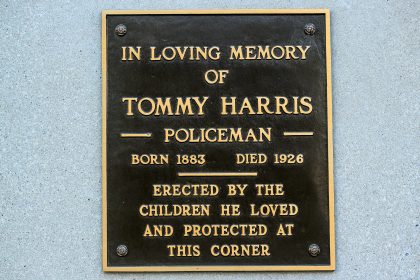 IN LOVING MEMORY
OF
TOMMY HARRIS
POLICEMAN
BORN 1883 DIED 1926
ERECTED BY THE
CHILDREN HE LOVED
AND PROTECTED AT
THIS CORNER